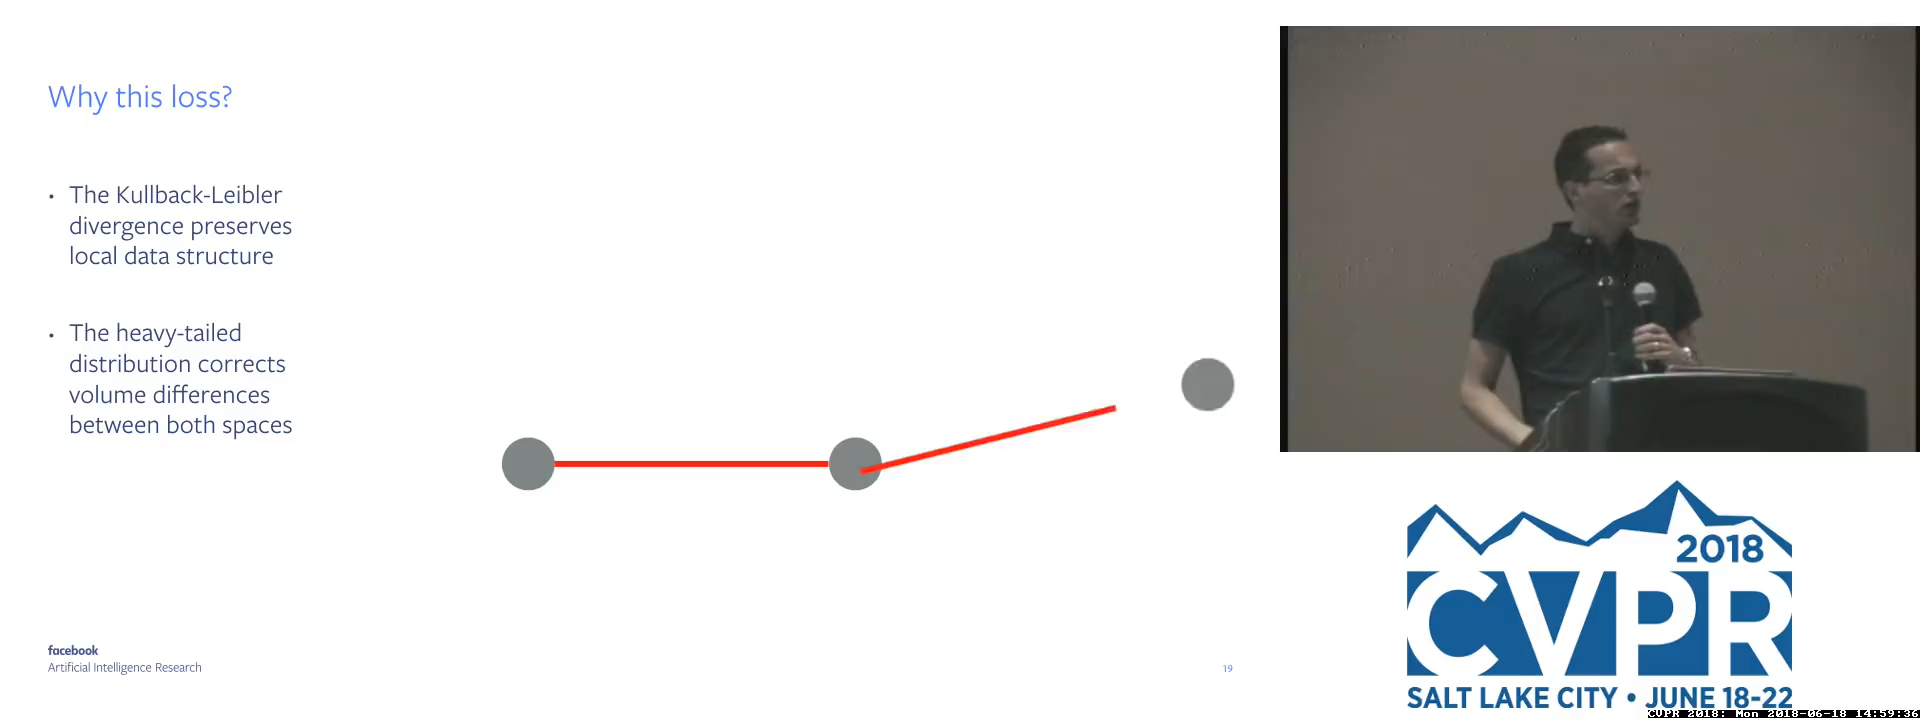 Why this loss?
• The Kullback-Leibler
divergence preserves
local data structure
• The heavy-tailed
distribution corrects
volume differences
between both spaces
facebook
Artificial Intelligence Research
19
2018
CVPR
SALT LAKE CITY • JUNE 18-22
CVPR 2018: Mon 2018-06-18 14:59:36